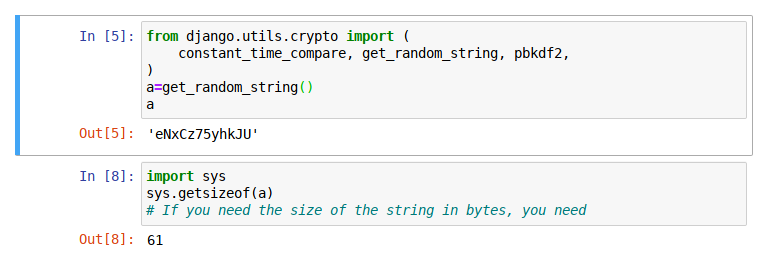 In [5]: from django.utils.crypto import (
    constant_time_compare, get_random_string, pbkdf2,
)
a=get_random_string()
a
Out[5]: 'eNxCz75yhkJU'
In [8]: import sys
sys.getsizeof(a)
# If you need the size of the string in bytes, you need
Out[8]: 61